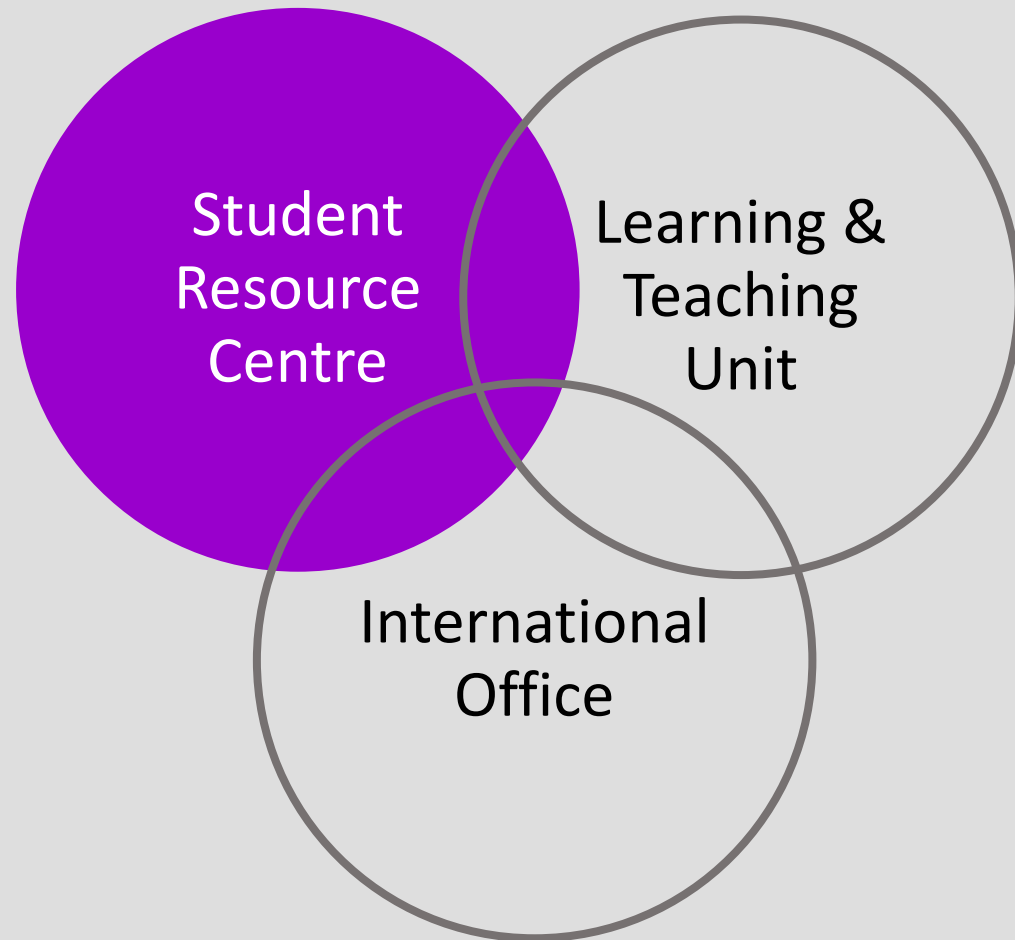 Student
Resource
Centre
Learning &
Teaching
Unit
International
Office